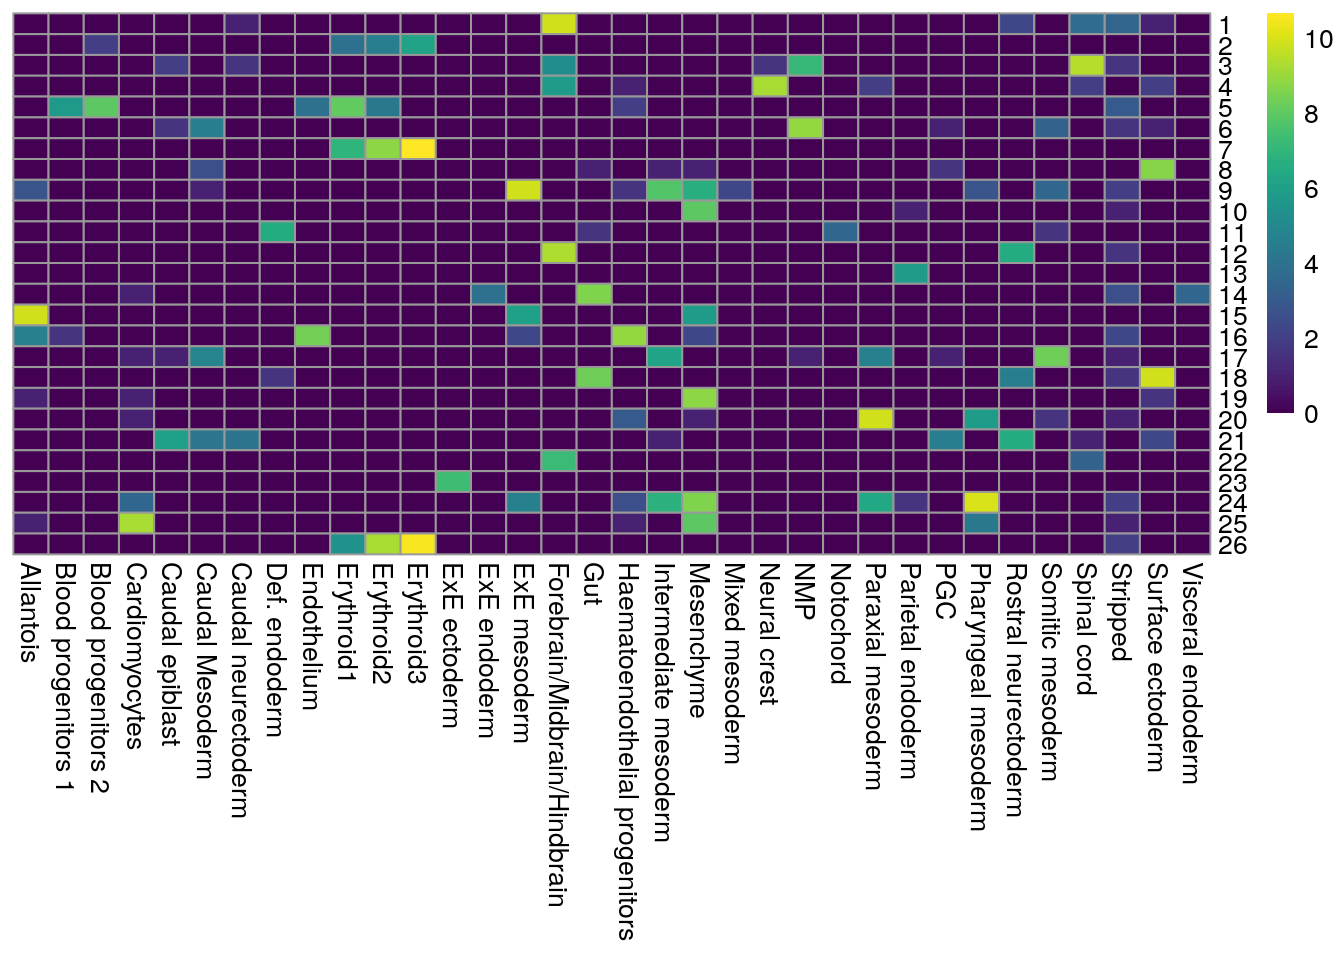 1
2
3
4
5
6
7
8
9
10
11
12
13
14
15
16
17
18
19
20
21
22
23
24
25
26
10
8
6
4
2
0
Allantois
Blood progenitors 1
Blood progenitors 2
Cardiomyocytes
Caudal epiblast
Caudal Mesoderm
Caudal neurectoderm
Def. endoderm
Endothelium
Erythroid1
Erythroid2
Erythroid3
ExE ectoderm
ExE endoderm
ExE mesoderm
Forebrain/Midbrain/Hindbrain
Gut
Haematoendothelial progenitors
Intermediate mesoderm
Mesenchyme
Mixed mesoderm
Neural crest
NMP
Notochord
Paraxial mesoderm
Parietal endoderm
PGC
Pharyngeal mesoderm
Rostral neurectoderm
Somitic mesoderm
Spinal cord
Stripped
Surface ectoderm
Visceral endoderm